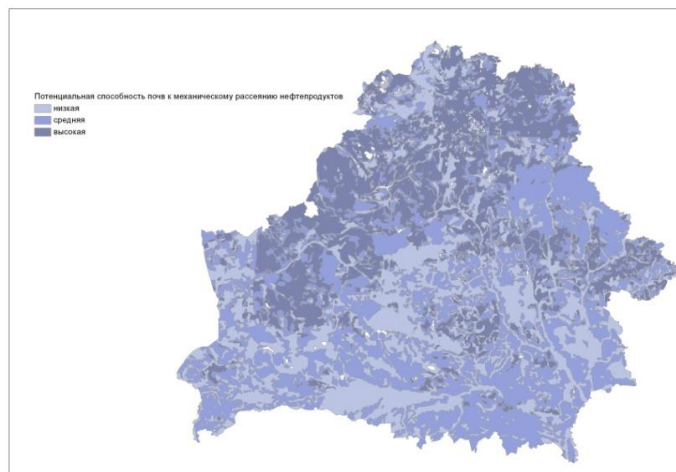 Потенциальная способность почв к механическому рассеянию нефтепродуктов
низкая
средняя
высокая